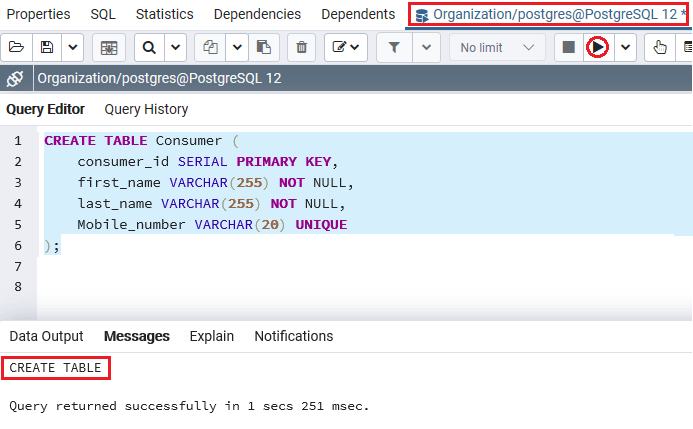 Properties SQL Statistics Dependencies Dependents Organization/postgres@PostgreSQL 12 *
No limit
Organization/postgres@PostgreSQL 12
Query Editor Query History
1 CREATE TABLE Consumer (
2 consumer_id SERIAL PRIMARY KEY,
3 first_name VARCHAR(255) NOT NULL,
4 last_name VARCHAR(255) NOT NULL,
5 Mobile_number VARCHAR(20) UNIQUE
6 );
7
8
Data Output Messages Explain Notifications
CREATE TABLE
Query returned successfully in 1 secs 251 msec.